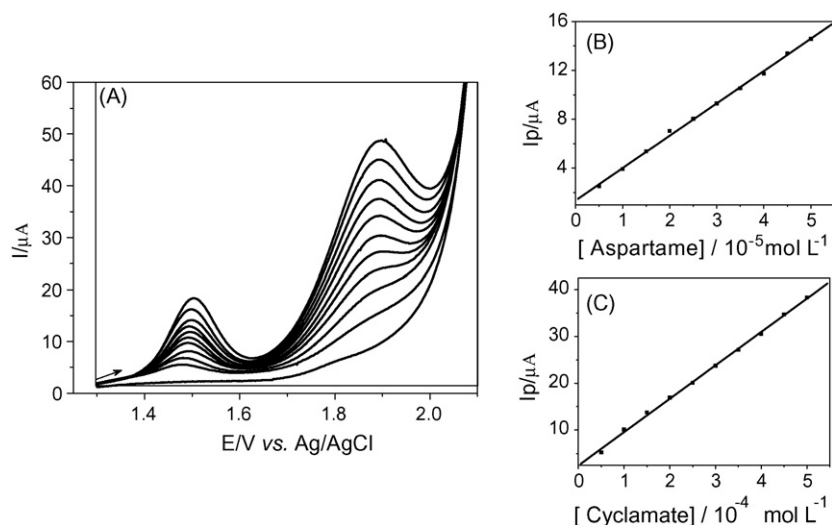 (A)
60
50
40
30
20
10
0
I/μA
1.4 1.6 1.8 2.0
E/V vs. Ag/AgCl
(B)
16
12
8
4
Ip/μA
0 1 2 3 4 5
[ Aspartame] / 10⁻⁵mol L⁻¹
(C)
40
30
20
10
Ip/μA
0 1 2 3 4 5
[ Cyclamate] / 10⁻⁴ mol L⁻¹